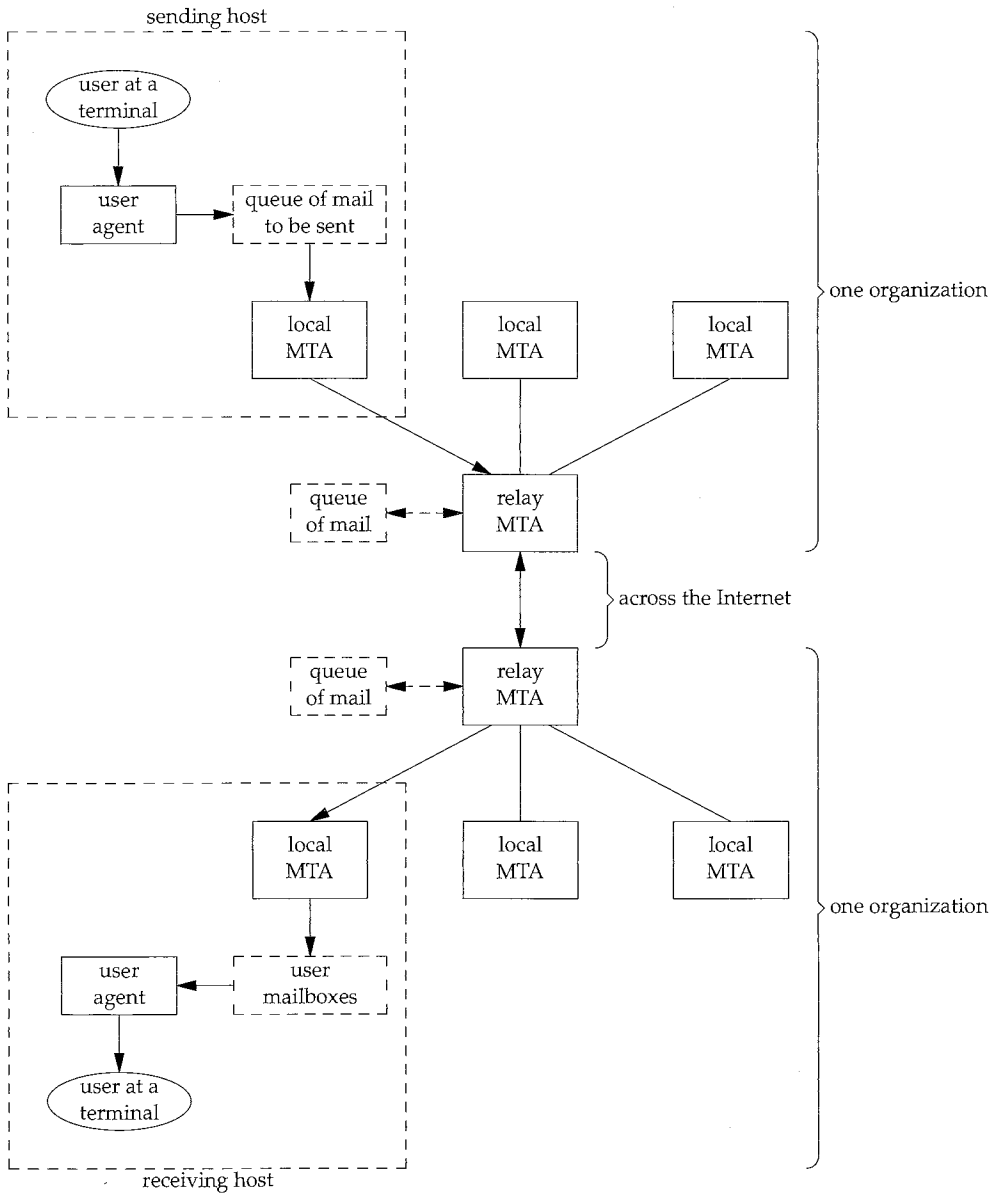 sending host
user at a
terminal
user
agent
queue of mail
to be sent
local
MTA
local
MTA
local
MTA
one organization
queue
of mail
relay
MTA
across the Internet
queue
of mail
relay
MTA
local
MTA
local
MTA
local
MTA
one organization
user
agent
user
mailboxes
user at a
terminal
receiving host